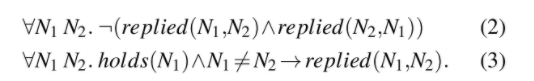 ∀N₁ N₂. ¬(replied(N₁,N₂)∧replied(N₂,N₁)) (2)
∀N₁ N₂. holds(N₁)∧N₁≠N₂→replied(N₁,N₂). (3)